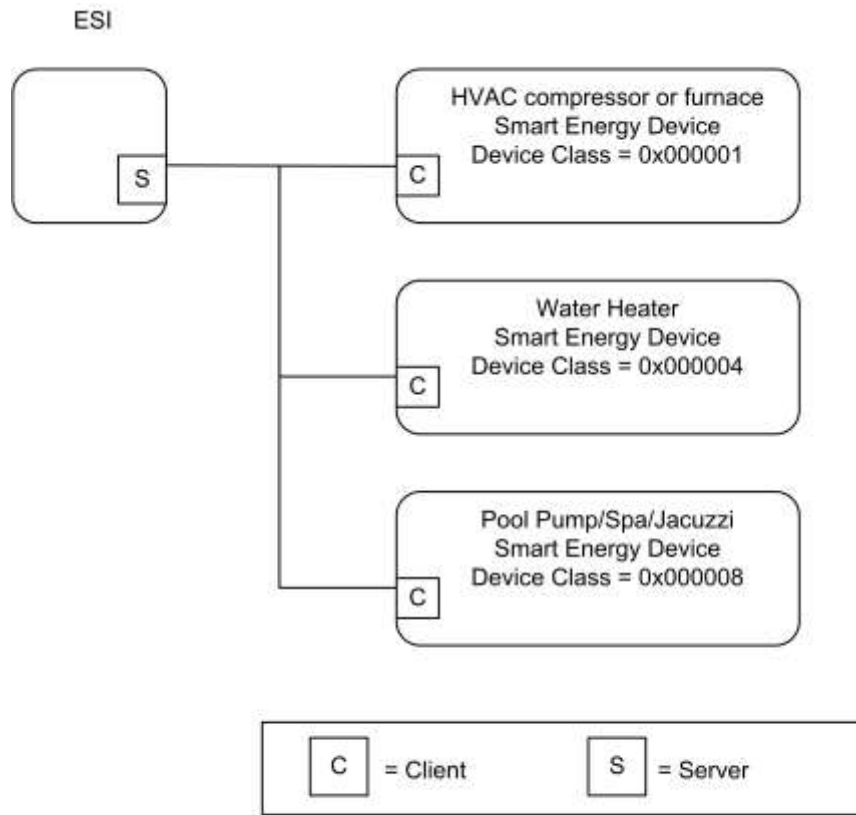 ESI
S
HVAC compressor or furnace
Smart Energy Device
Device Class = 0x000001
C
Water Heater
Smart Energy Device
Device Class = 0x000004
C
Pool Pump/Spa/Jacuzzi
Smart Energy Device
Device Class = 0x000008
C
C = Client S = Server